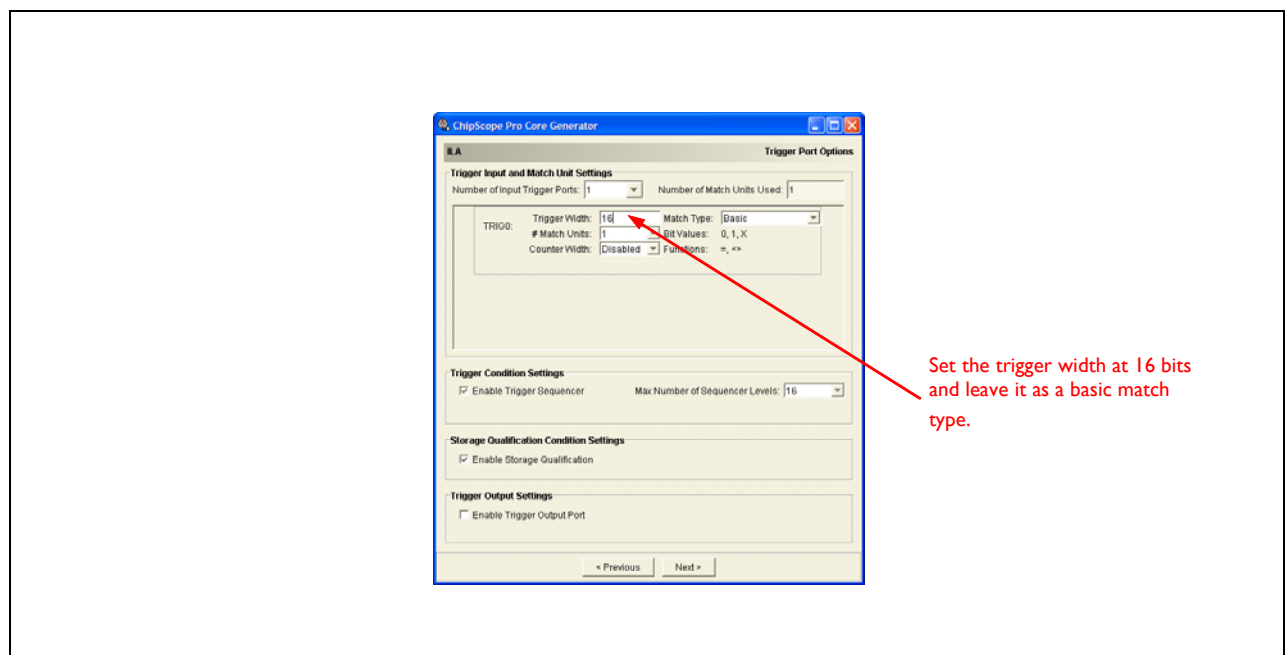 ChipScope Pro Core Generator
ILA Trigger Port Options
Trigger Input and Match Unit Settings
Number of Input Trigger Ports: 1 Number of Match Units Used: 1
TRIG0:
Trigger Width: 16 Match Type: Basic
# Match Units: 1 Bit Values: 0, 1, X
Counter Width: Disabled Functions: =, <>
Set the trigger width at 16 bits
and leave it as a basic match
type.
Trigger Condition Settings
Enable Trigger Sequencer Max Number of Sequencer Levels: 16
Storage Qualification Condition Settings
Enable Storage Qualification
Trigger Output Settings
Enable Trigger Output Port
< Previous Next >